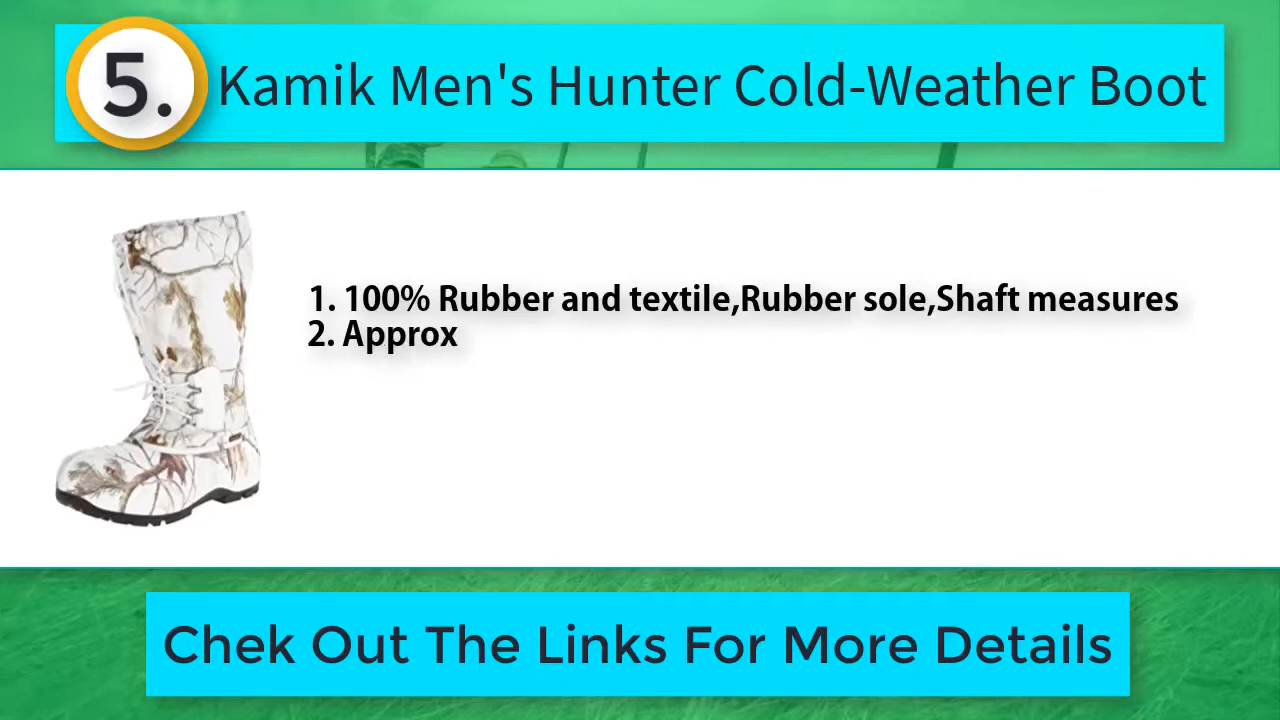 5.
Kamik Men's Hunter Cold-Weather Boot
1. 100% Rubber and textile,Rubber sole,Shaft measures
2. Approx
Chek Out The Links For More Details